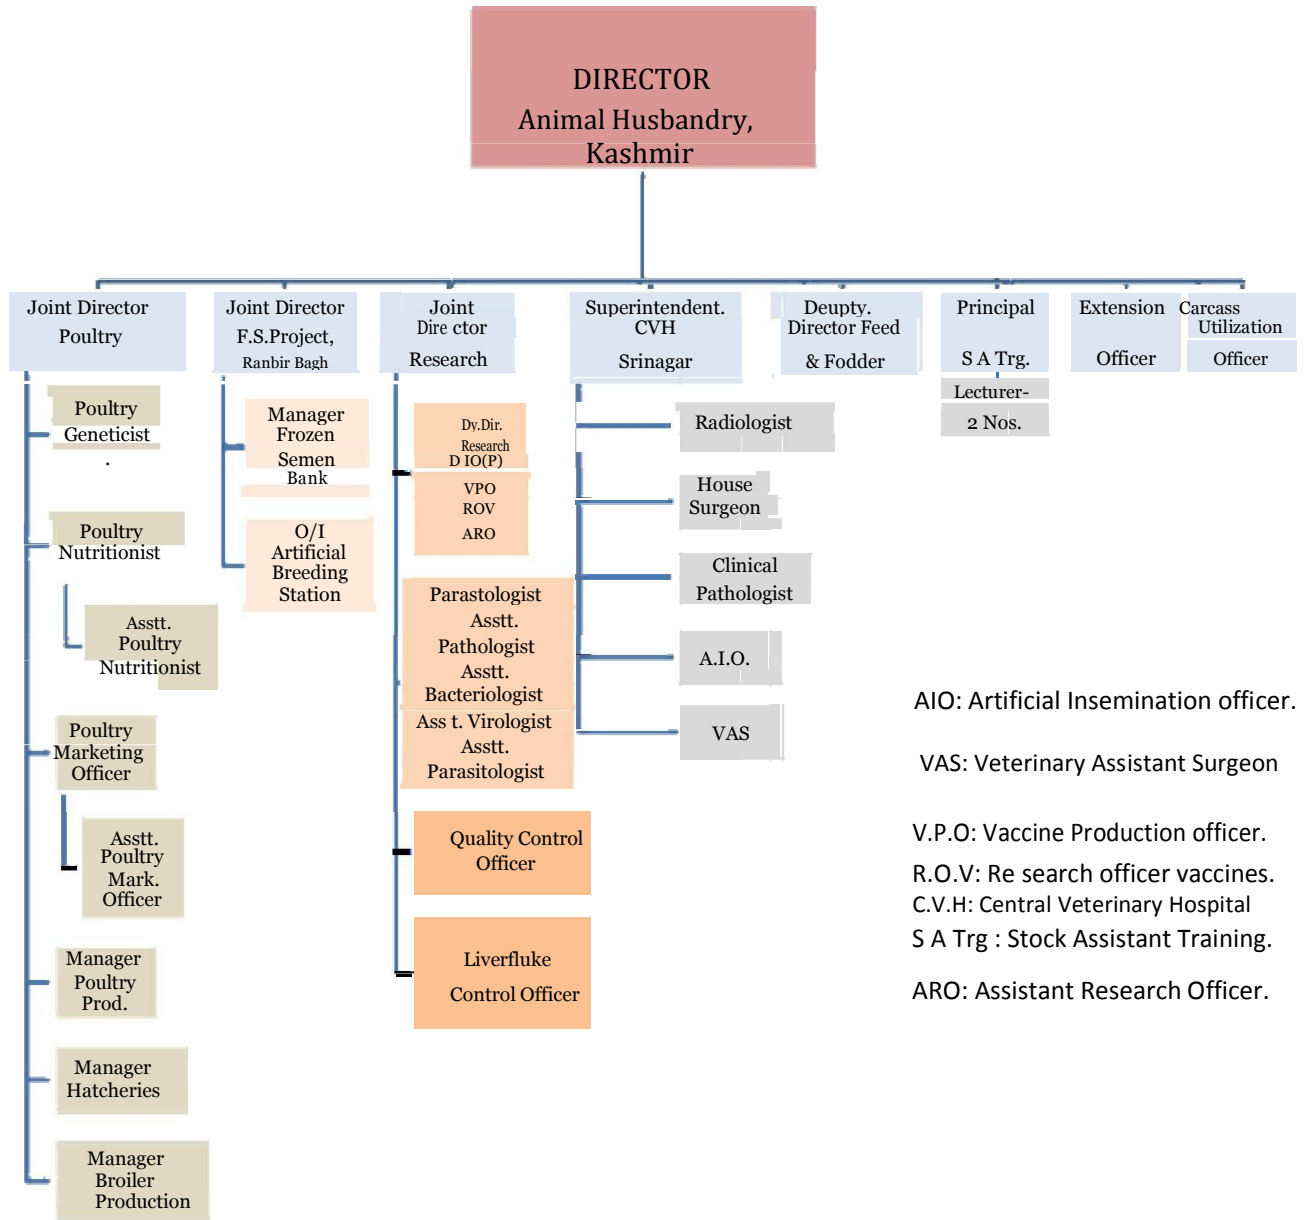 DIRECTOR
Animal Husbandry,
Kashmir
Joint Director
Poultry
Joint Director
F.S.Project,
Ranbir Bagh
Joint
Dire ctor
Research
Superintendent.
CVH
Srinagar
Deupty.
Director Feed
& Fodder
Principal
S A Trg.
Extension
Officer
Carcass
Utilization
Officer
Poultry
Geneticist
.
Poultry
Nutritionist
Asstt.
Poultry
Nutritionist
Poultry
Marketing
Officer
Asstt.
Poultry
Mark.
Officer
Manager
Poultry
Prod.
Manager
Hatcheries
Manager
Broiler
Production
Manager
Frozen
Semen
Bank
O/I
Artificial
Breeding
Station
Dy.Dir.
Research
D IO(P)
VPO
ROV
ARO
Parastologist
Asstt.
Pathologist
Asstt.
Bacteriologist
Ass t. Virologist
Asstt.
Parasitologist
Quality Control
Officer
Liverfluke
Control Officer
Radiologist
House
Surgeon
Clinical
Pathologist
A.I.O.
VAS
Lecturer-
2 Nos.
AIO: Artificial Insemination officer.
VAS: Veterinary Assistant Surgeon
V.P.O: Vaccine Production officer.
R.O.V: Re search officer vaccines.
C.V.H: Central Veterinary Hospital
S A Trg : Stock Assistant Training.
ARO: Assistant Research Officer.